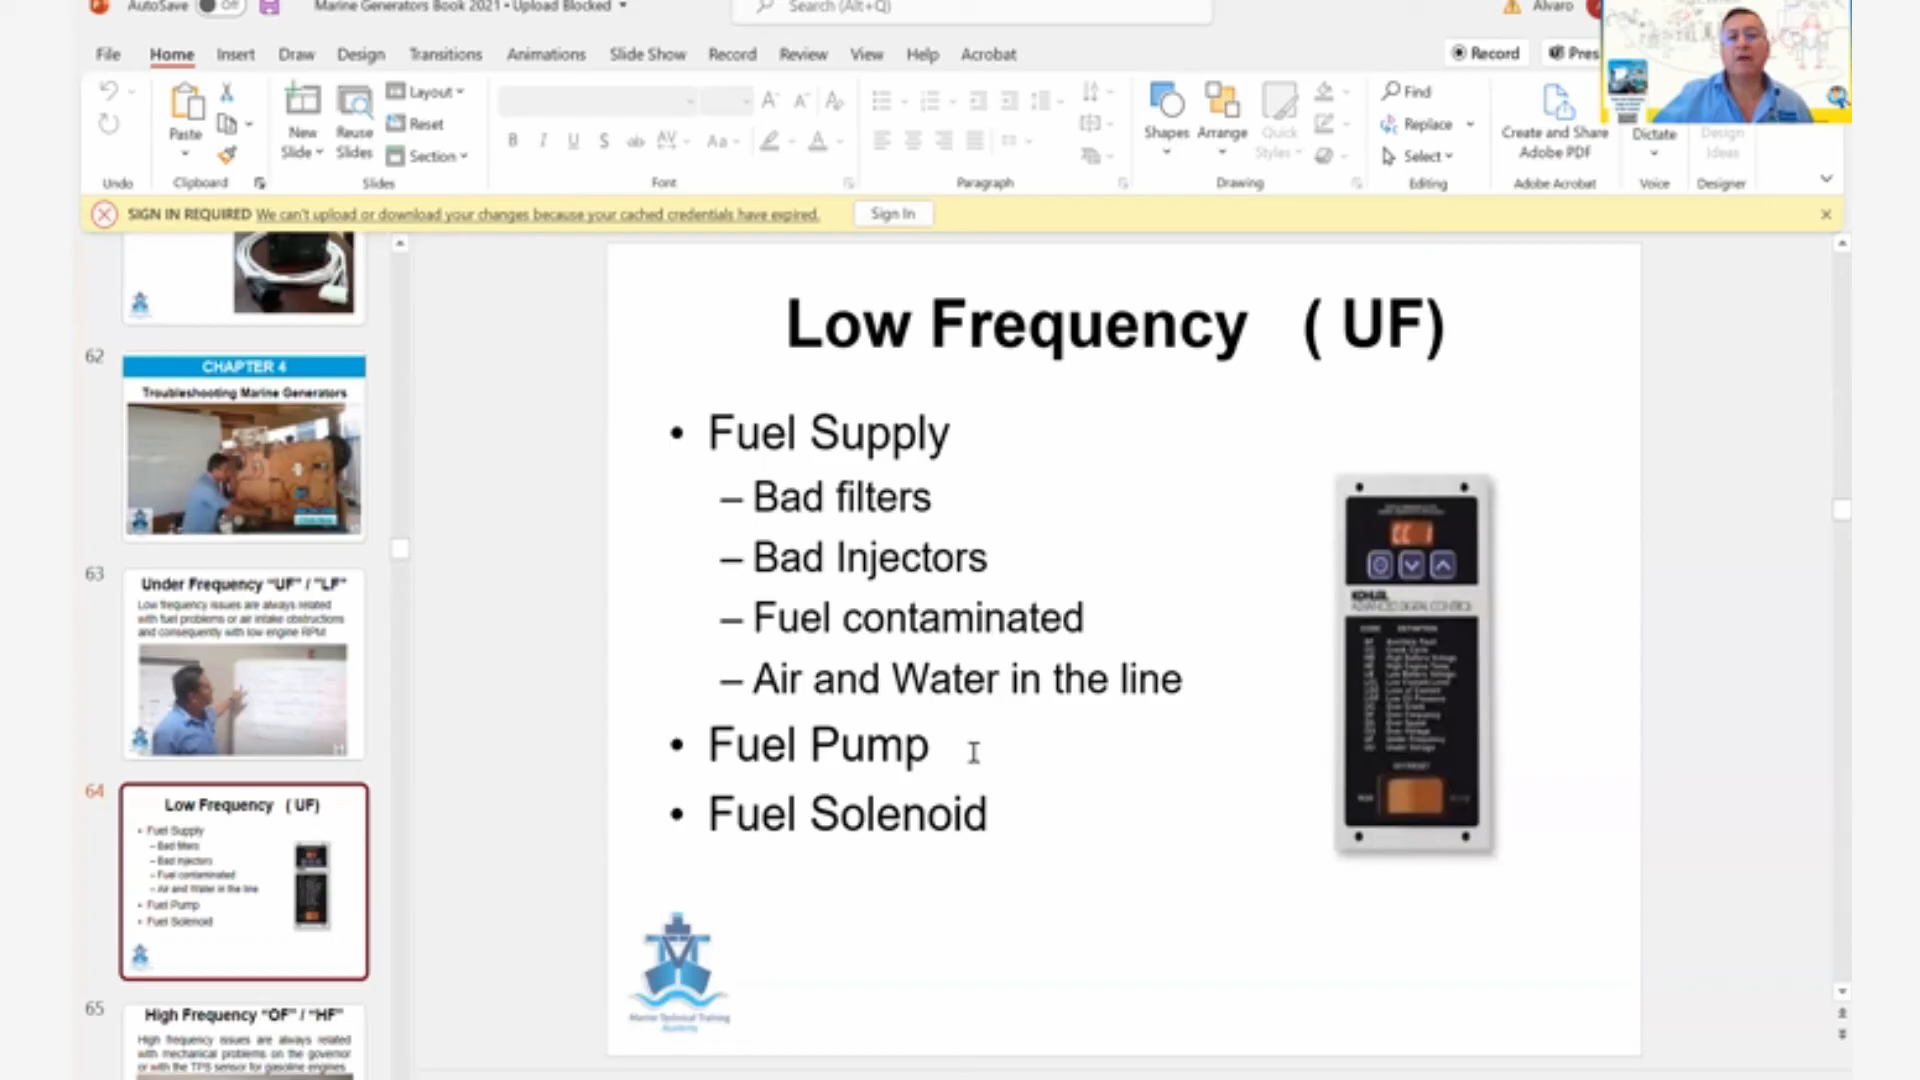 AutoSave Off Marine Generators Book 2021 • Upload Blocked Search (Alt+Q) Alvaro
File Home Insert Draw Design Transitions Animations Slide Show Record Review View Help Acrobat Record Pres
Paste
New Slide
Reuse Slides
Layout
Reset
Section
B I U S ab AV Aa A
Shapes
Arrange
Quick Styles
Find
Replace
Select
Create and Share Adobe PDF
Dictate
Design Ideas
Undo Clipboard Slides Font Paragraph Drawing Editing Adobe Acrobat Voice Designer
SIGN IN REQUIRED We can't upload or download your changes because your cached credentials have expired. Sign In
62
CHAPTER 4
Troubleshooting Marine Generators
63
Under Frequency "UF" / "LF"
Low frequency issues are always related
with fuel problems or air intake obstructions
and consequently with low engine RPM
64
Low Frequency ( UF)
• Fuel Supply
– Bad filters
– Bad Injectors
– Fuel contaminated
– Air and Water in the line
• Fuel Pump
• Fuel Solenoid
65
High Frequency "OF" / "HF"
High frequency issues are always related
with mechanical problems on the governor
or with the TPS sensor for gasoline engines
Low Frequency ( UF)
• Fuel Supply
– Bad filters
– Bad Injectors
– Fuel contaminated
– Air and Water in the line
• Fuel Pump
• Fuel Solenoid
CC 1
KOHLER
ADVANCED DIGITAL CONTROL
Marine Technical Training
Academy